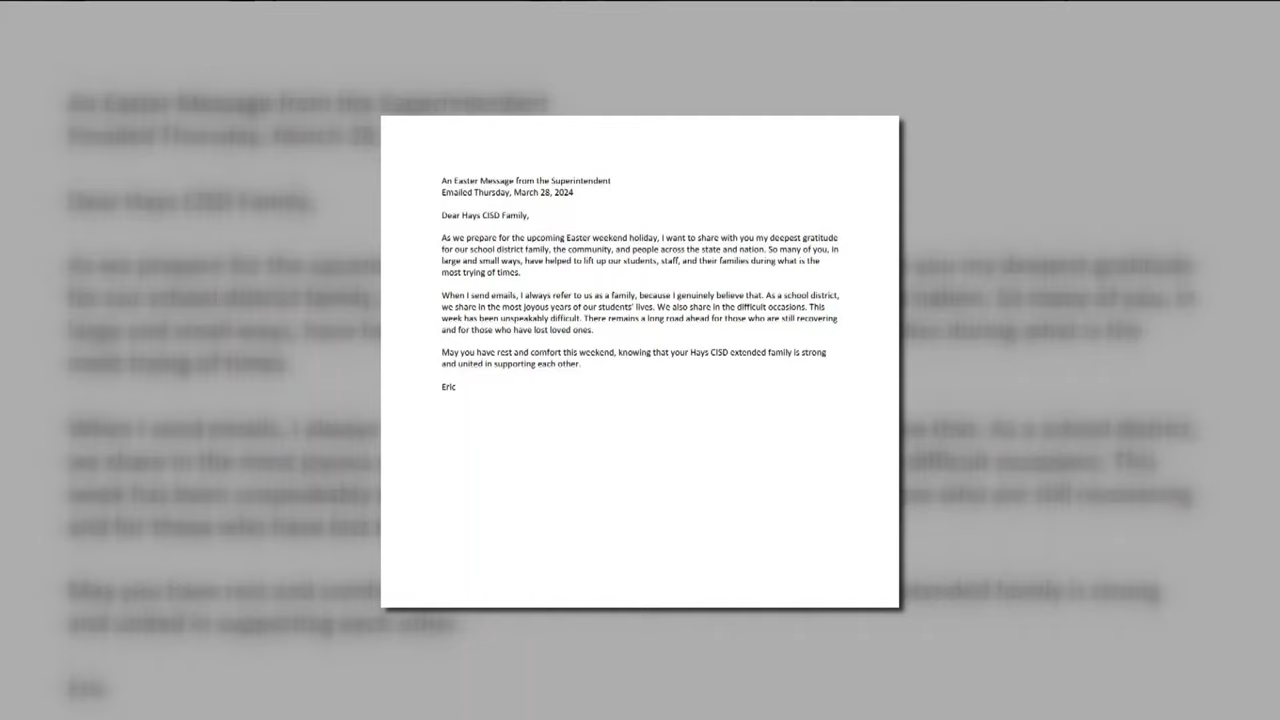 An Easter Message from the Superintendent
Emailed Thursday, March 28, 2024
Dear Hays CISD Family,
As we prepare for the upcoming Easter weekend holiday, I want to share with you my deepest gratitude
for our school district family, the community, and people across the state and nation. So many of you, in
large and small ways, have helped to lift up our students, staff, and their families during what is the
most trying of times.
When I send emails, I always refer to us as a family, because I genuinely believe that. As a school district,
we share in the most joyous years of our students' lives. We also share in the difficult occasions. This
week has been unspeakably difficult. There remains a long road ahead for those who are still recovering
and for those who have lost loved ones.
May you have rest and comfort this weekend, knowing that your Hays CISD extended family is strong
and united in supporting each other.
Eric